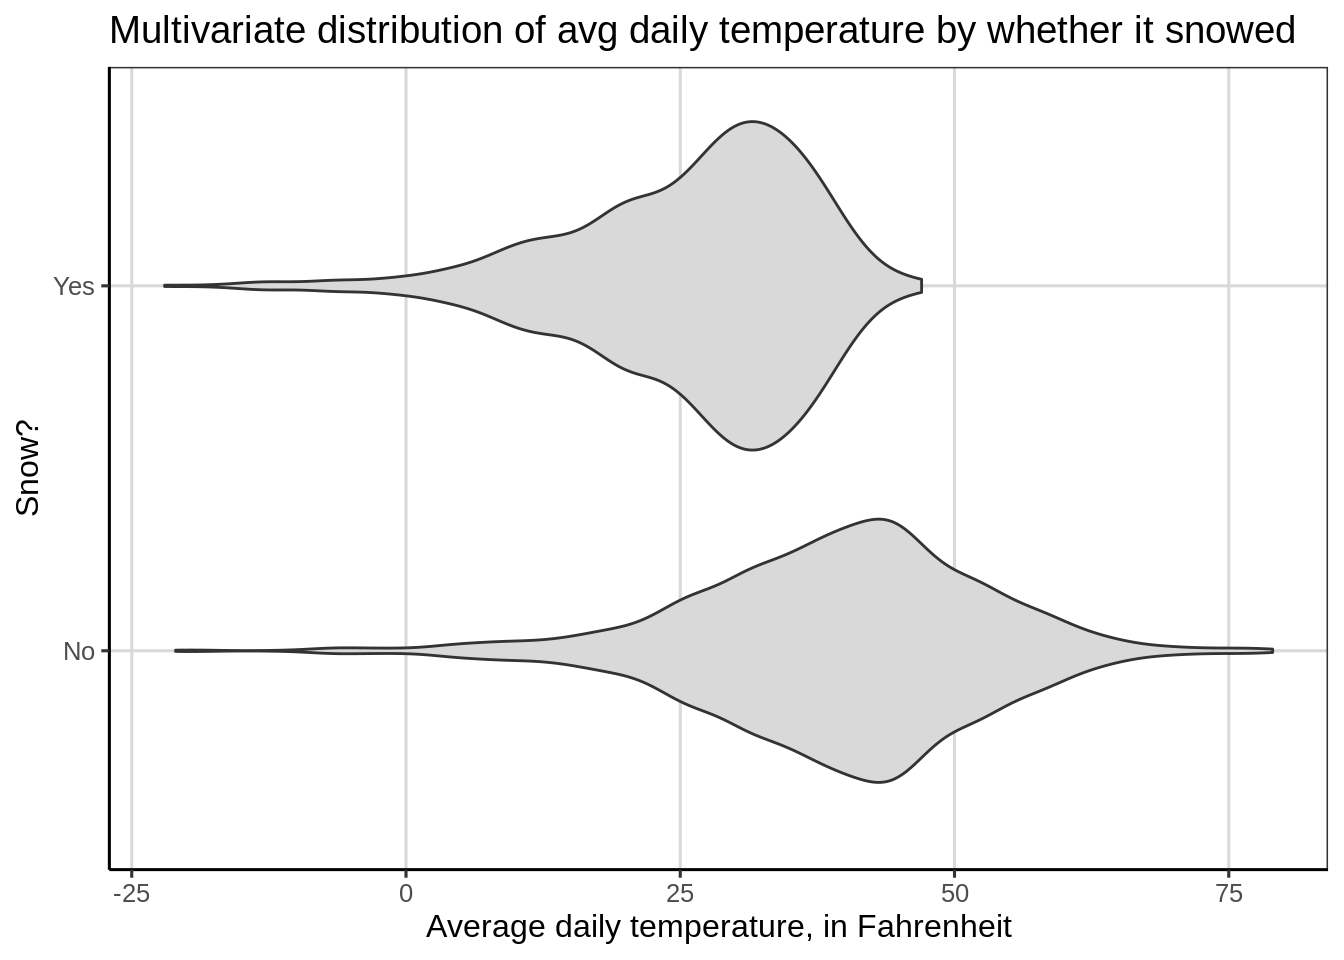 Multivariate distribution of avg daily temperature by whether it snowed
Snow?
Yes
No
-25 0 25 50 75
Average daily temperature, in Fahrenheit